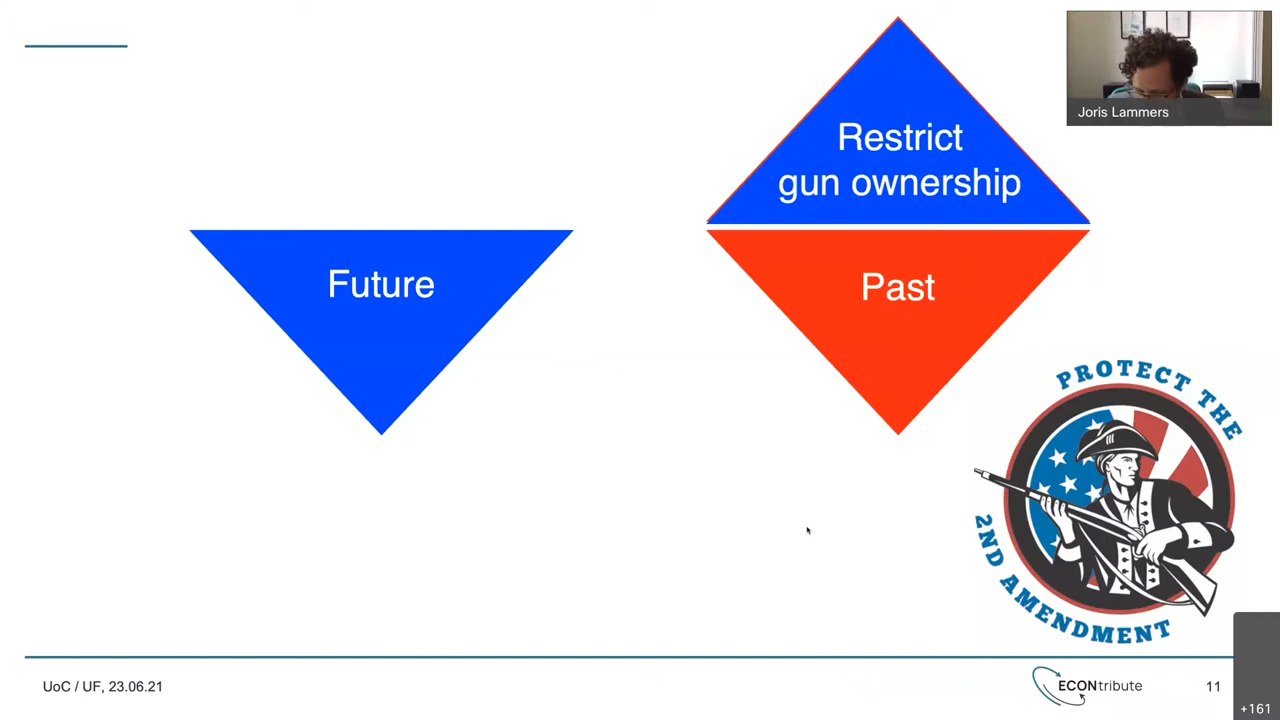 Restrict
gun ownership
Future
Past
Joris Lammers
PROTECT THE
2ND AMENDMENT
UoC / UF, 23.06.21
ECONtribute
11
+161